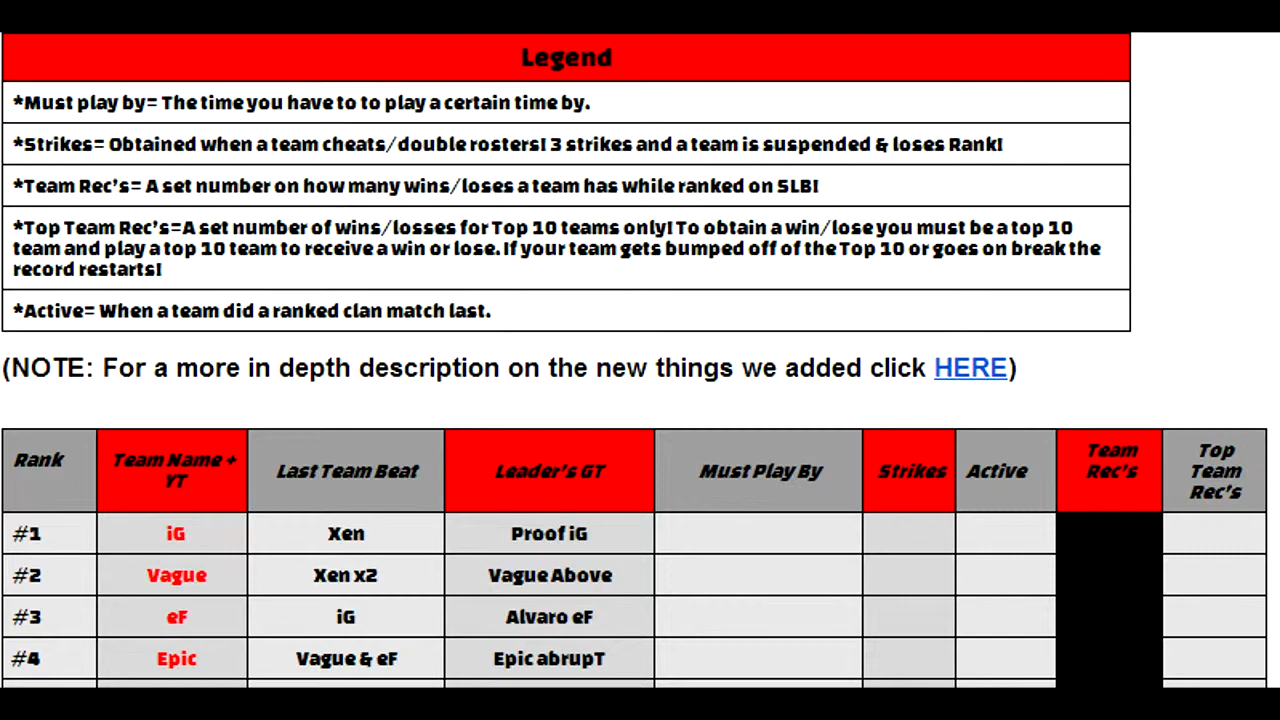 Legend
*Must play by= The time you have to to play a certain time by.
*Strikes= Obtained when a team cheats/double rosters! 3 strikes and a team is suspended & loses Rank!
*Team Rec's= A set number on how many wins/loses a team has while ranked on SLB!
*Top Team Rec's=A set number of wins/losses for Top 10 teams only! To obtain a win/lose you must be a top 10
team and play a top 10 team to receive a win or lose. If your team gets bumped off of the Top 10 or goes on break the
record restarts!
*Active= When a team did a ranked clan match last.
(NOTE: For a more in depth description on the new things we added click HERE)
Rank Team Name + YT Last Team Beat Leader's GT Must Play By Strikes Active Team Rec's Top Team Rec's
#1 iG Xen Proof iG
#2 Vague Xen x2 Vague Above
#3 eF iG Alvaro eF
#4 Epic Vague & eF Epic abrupT